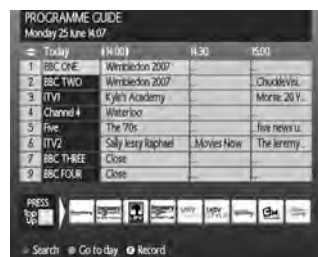 PROGRAMME GUIDE
Monday 25 June 14.07
Today 14.00 14.30 15.00
1 BBC ONE Wimbledon 2007
2 BBC TWO Wimbledon 2007 ChuckleVisi..
3 ITV1 Kyle's Academy Monte. 20 Y..
4 Channel 4 Waterloo
5 Five The '70s five news u.
6 ITV2 Sally Jessy Raphael ..Movies Now The Jeremy..
7 BBC THREE Close
9 BBC FOUR Close
PRESS
Top
Up
Search Go to day Record